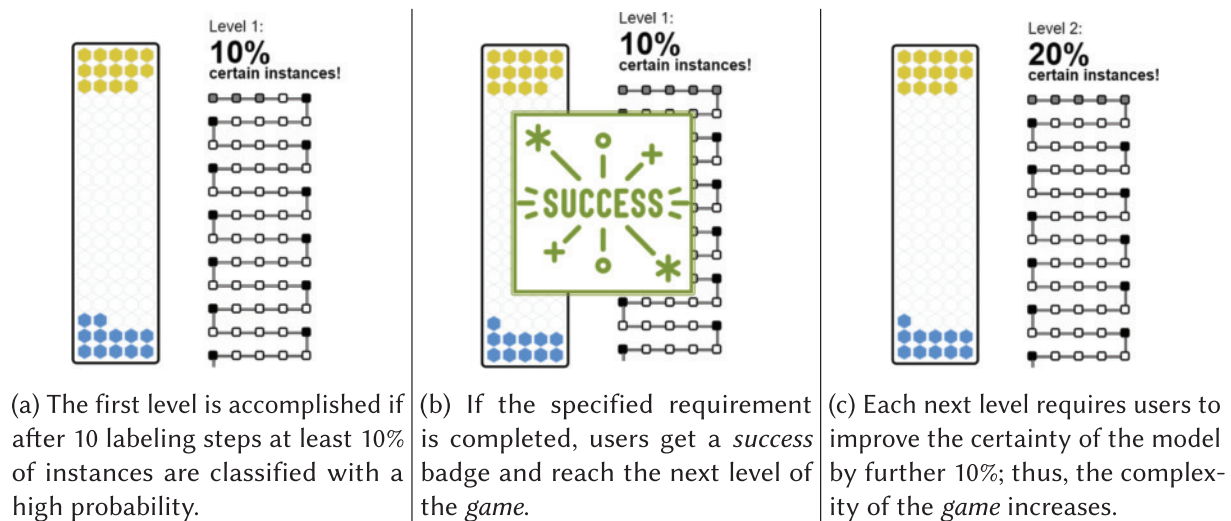 Level 1:
10%
certain instances!
Level 1:
10%
certain instances!
SUCCESS
Level 2:
20%
certain instances!
(a) The first level is accomplished if
after 10 labeling steps at least 10%
of instances are classified with a
high probability.
(b) If the specified requirement
is completed, users get a success
badge and reach the next level of
the game.
(c) Each next level requires users to
improve the certainty of the model
by further 10%; thus, the complex-
ity of the game increases.